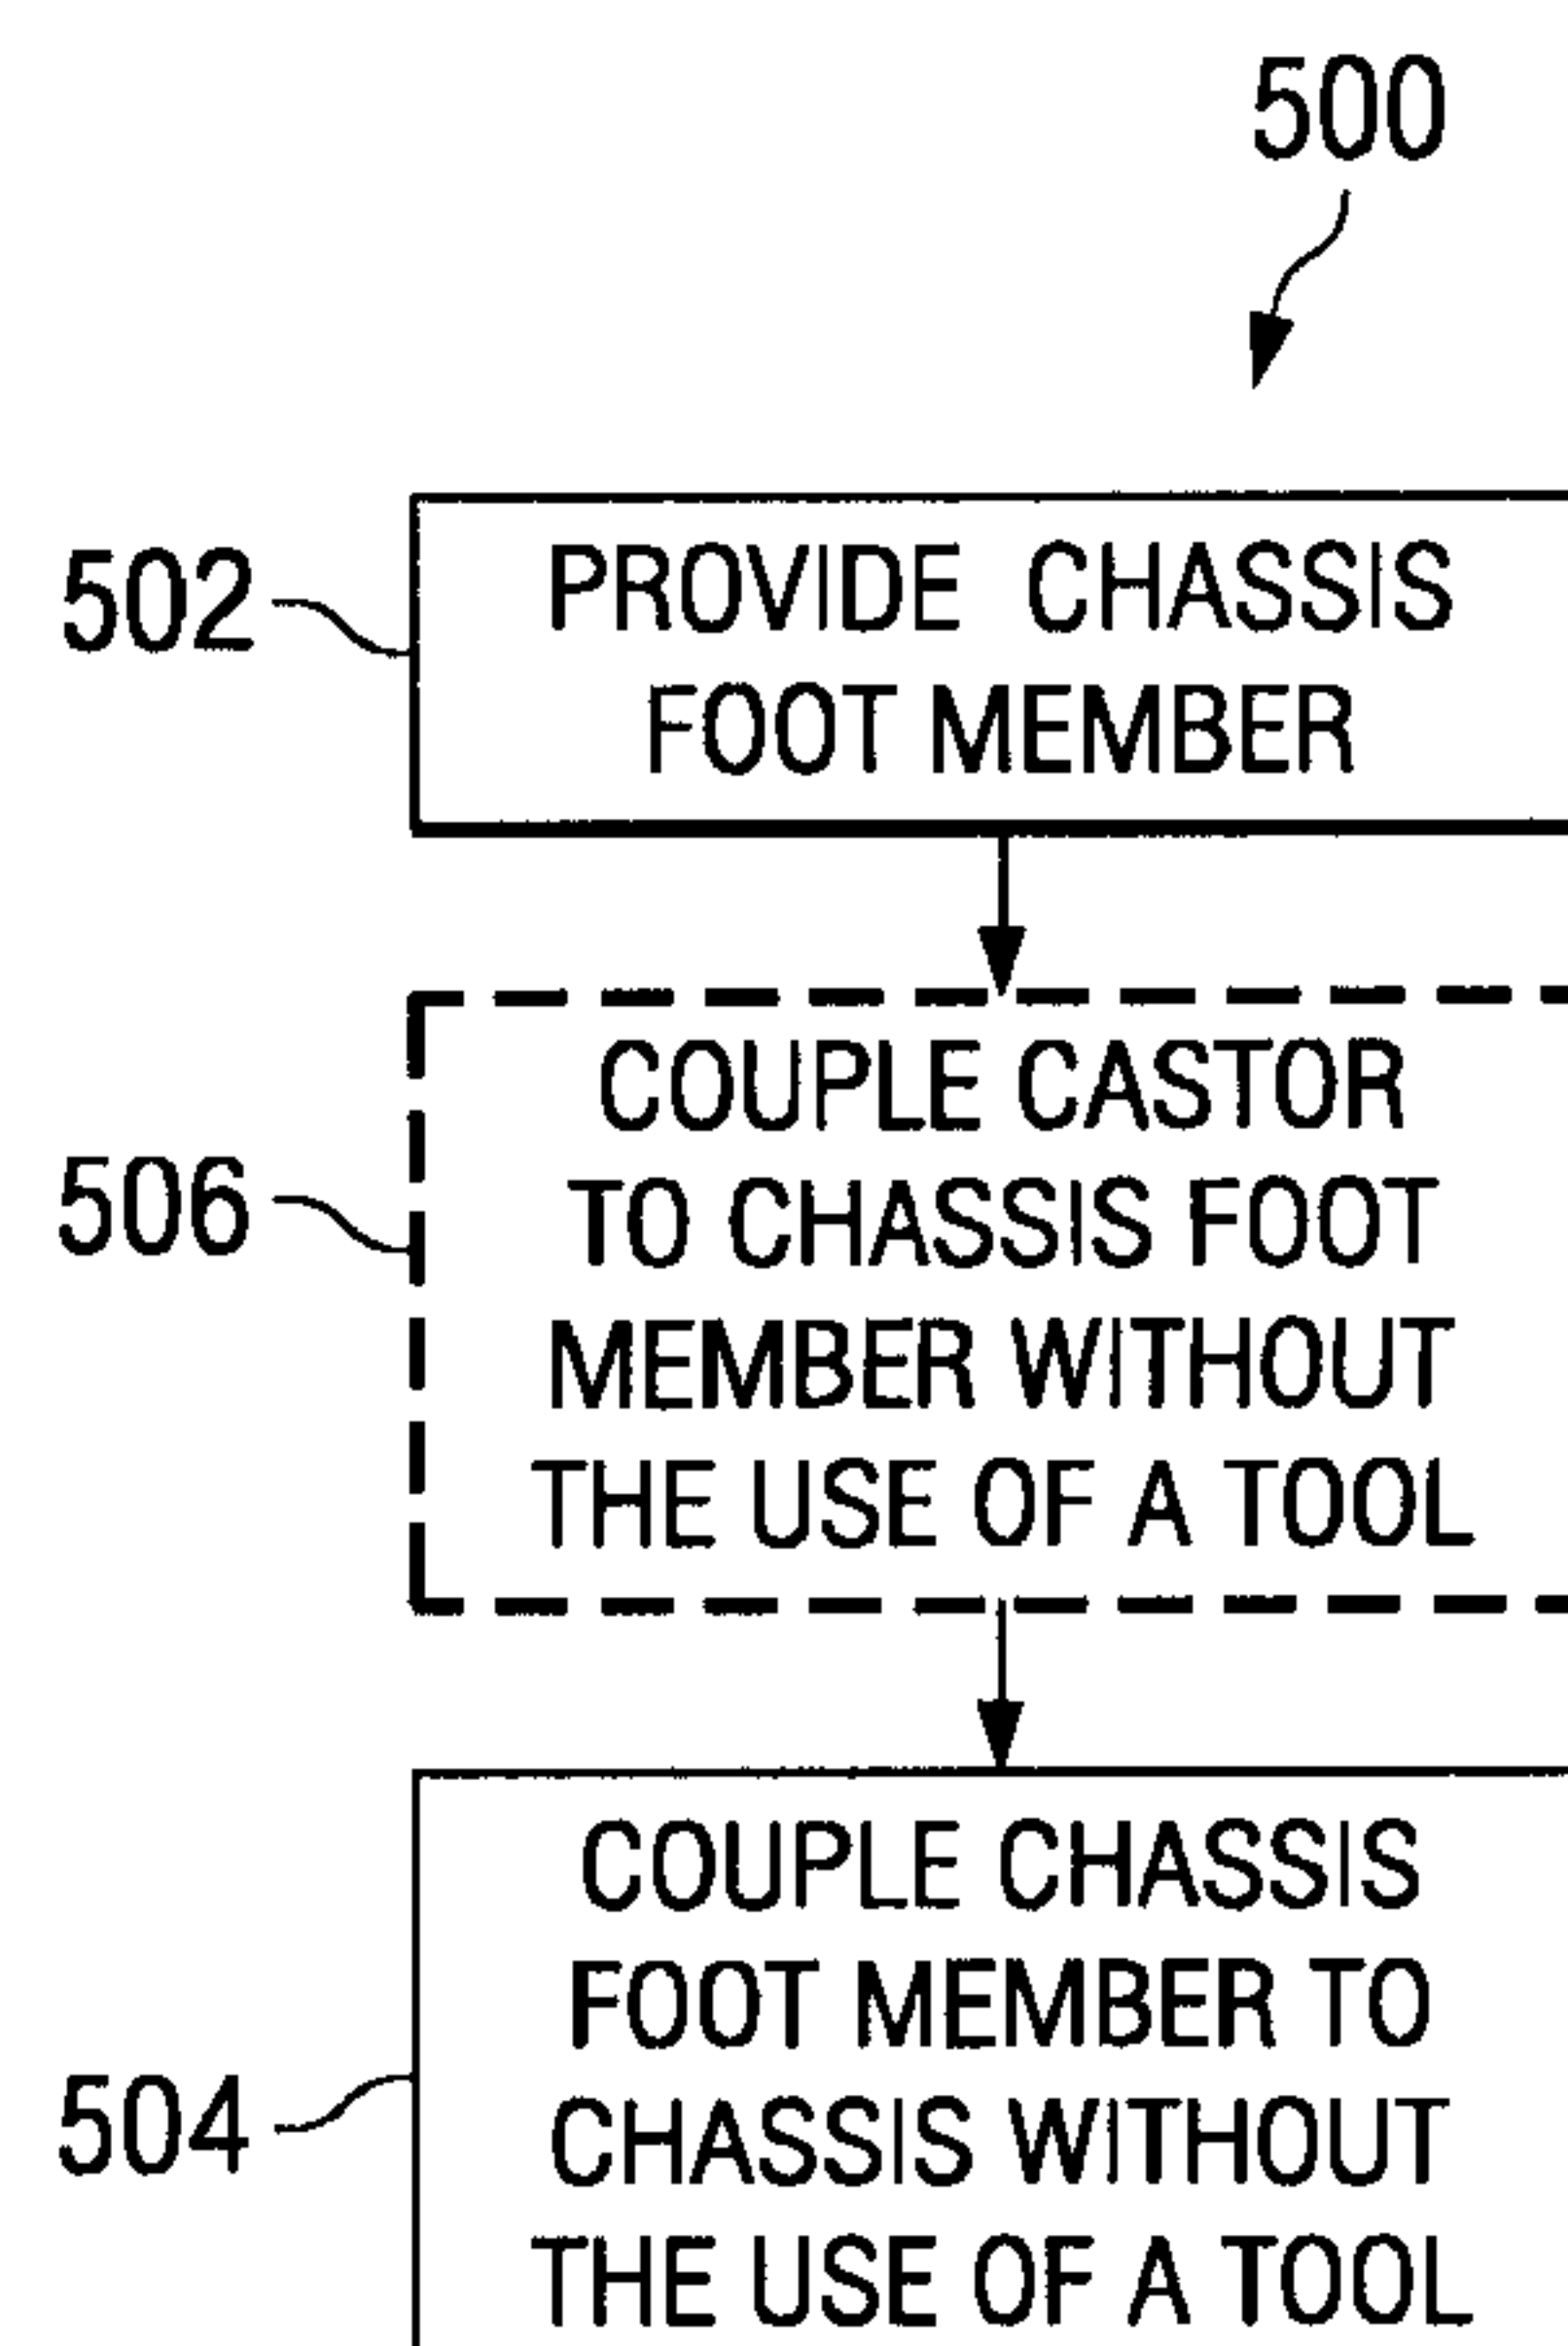 500
502
PROVIDE CHASSIS
FOOT MEMBER
506
COUPLE CASTOR
TO CHASSIS FOOT
MEMBER WITHOUT
THE USE OF A TOOL
504
COUPLE CHASSIS
FOOT MEMBER TO
CHASSIS WITHOUT
THE USE OF A TOOL